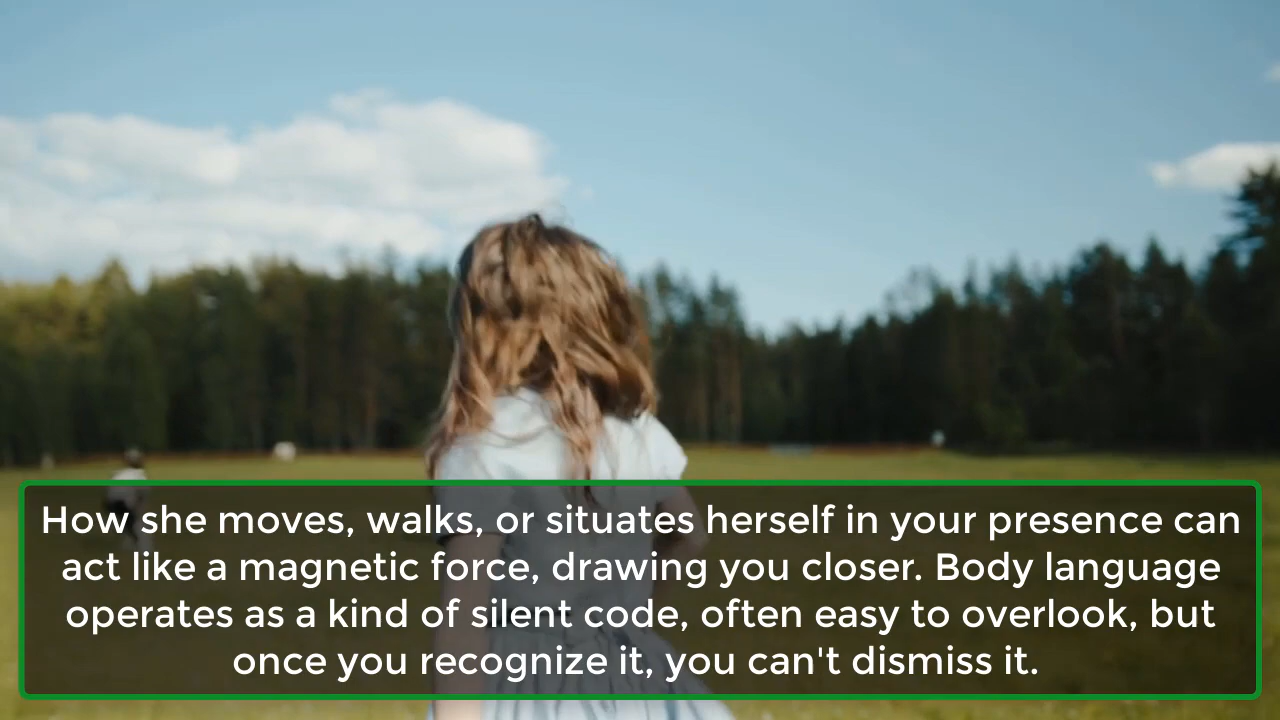 How she moves, walks, or situates herself in your presence can
act like a magnetic force, drawing you closer. Body language
operates as a kind of silent code, often easy to overlook, but
once you recognize it, you can't dismiss it.